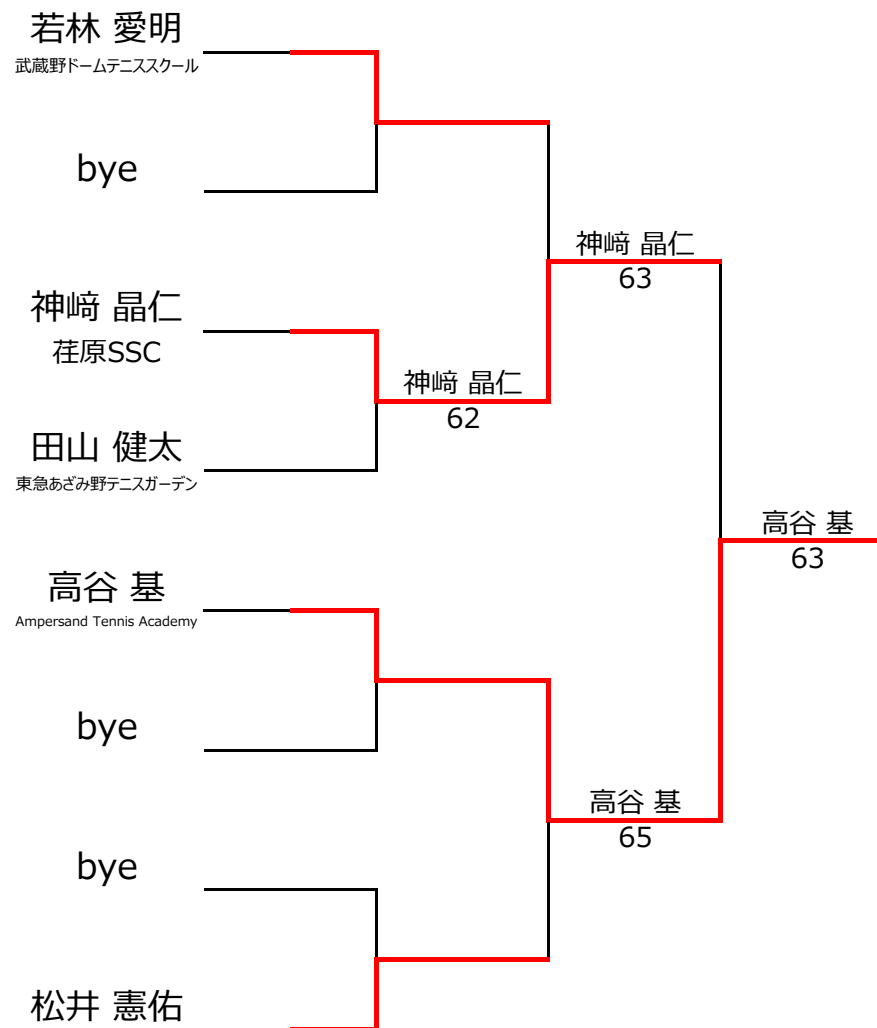 若林 愛明
武蔵野ドームテニススクール
bye
神﨑 晶仁
荏原SSC
田山 健太
東急あざみ野テニスガーデン
高谷 基
Ampersand Tennis Academy
bye
bye
松井 憲佑
神﨑 晶仁
62
神﨑 晶仁
63
高谷 基
65
高谷 基
63